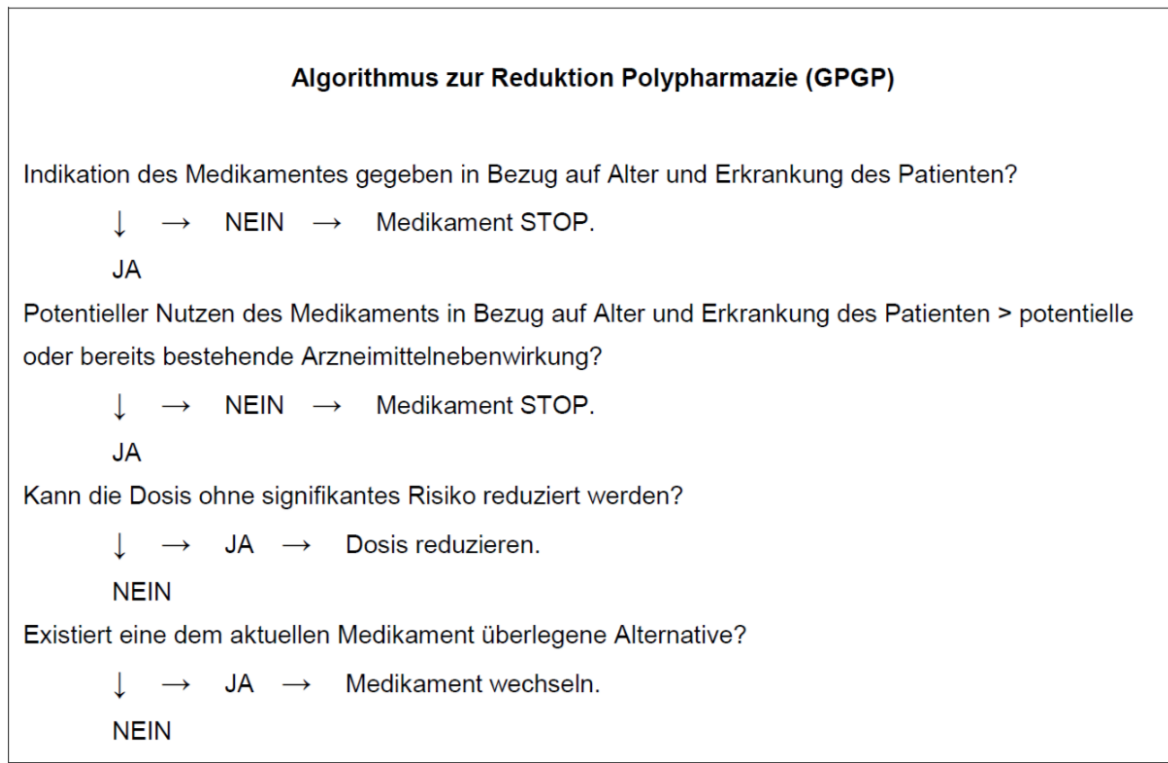 Algorithmus zur Reduktion Polypharmazie (GPGP)
Indikation des Medikamentes gegeben in Bezug auf Alter und Erkrankung des Patienten?
↓ → NEIN → Medikament STOP.
JA
Potentieller Nutzen des Medikaments in Bezug auf Alter und Erkrankung des Patienten > potentielle
oder bereits bestehende Arzneimittelnebenwirkung?
↓ → NEIN → Medikament STOP.
JA
Kann die Dosis ohne signifikantes Risiko reduziert werden?
↓ → JA → Dosis reduzieren.
NEIN
Existiert eine dem aktuellen Medikament überlegene Alternative?
↓ → JA → Medikament wechseln.
NEIN